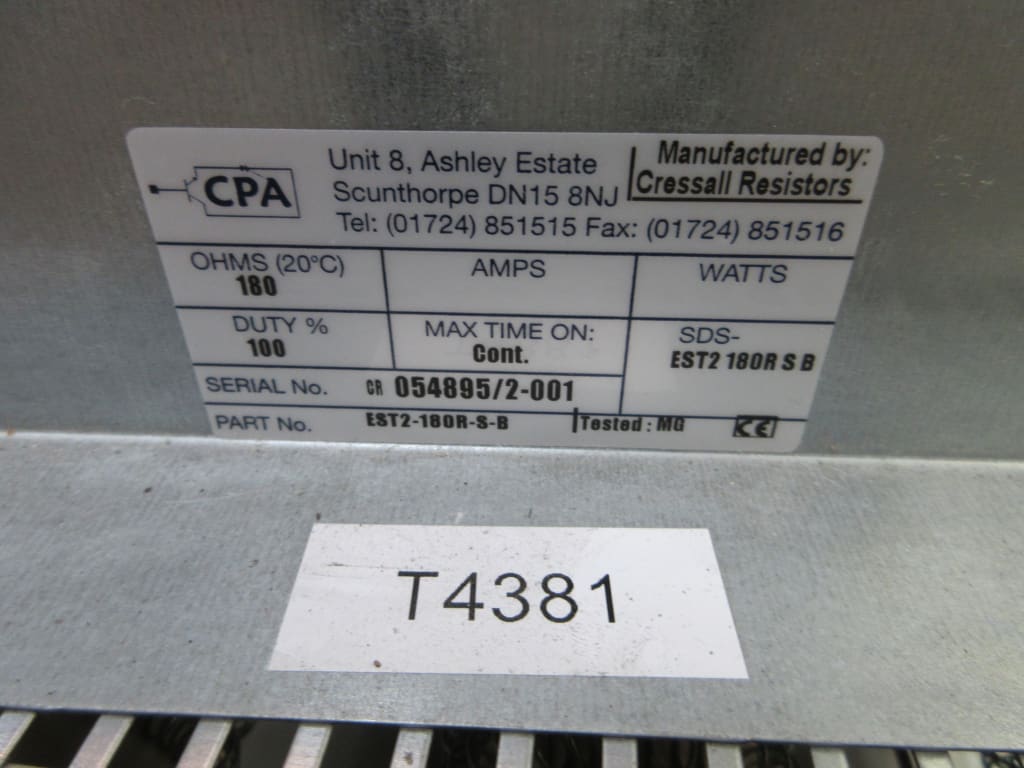 CPA
Unit 8, Ashley Estate
Scunthorpe DN15 8NJ
Tel: (01724) 851515 Fax: (01724) 851516
Manufactured by:
Cressall Resistors
OHMS (20°C)
180
AMPS
WATTS
DUTY %
100
MAX TIME ON:
Cont.
SDS-
EST2 180R S B
SERIAL No. CR 054895/2-001
PART No. EST2-180R-S-B Tested : MG CE
T4381